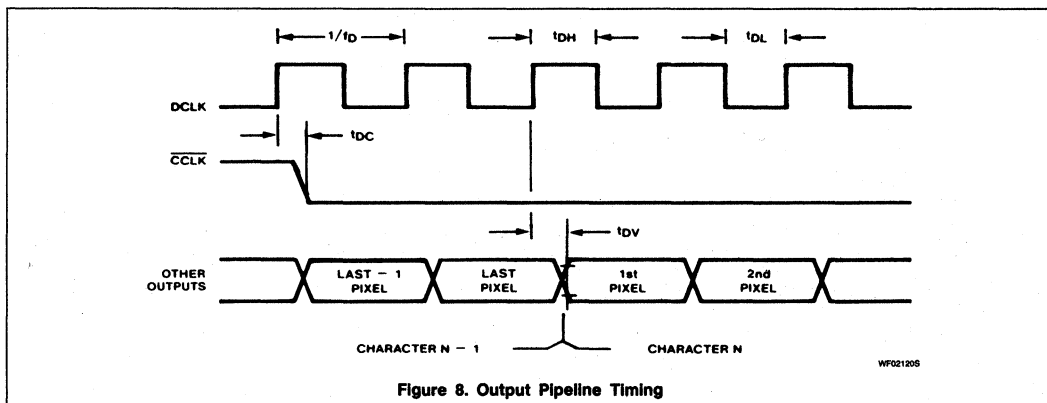 1/fD
tDH
tDL
DCLK
tDC
CCLK
tDV
OTHER
OUTPUTS
LAST − 1
PIXEL
LAST
PIXEL
1st
PIXEL
2nd
PIXEL
CHARACTER N − 1
CHARACTER N
WF02120S
Figure 8. Output Pipeline Timing